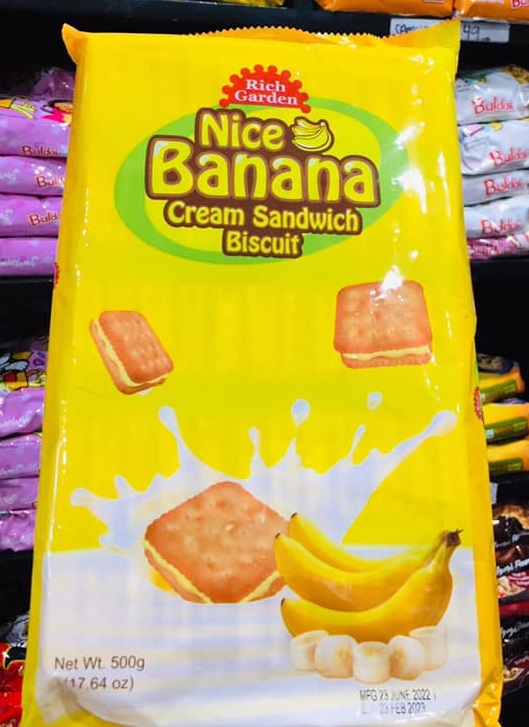 Rich
Garden
Nice
Banana
Cream Sandwich
Biscuit
Net Wt. 500g
(17.64 oz)
MFG 23 JUNE 2022
23 FEB 2023
49